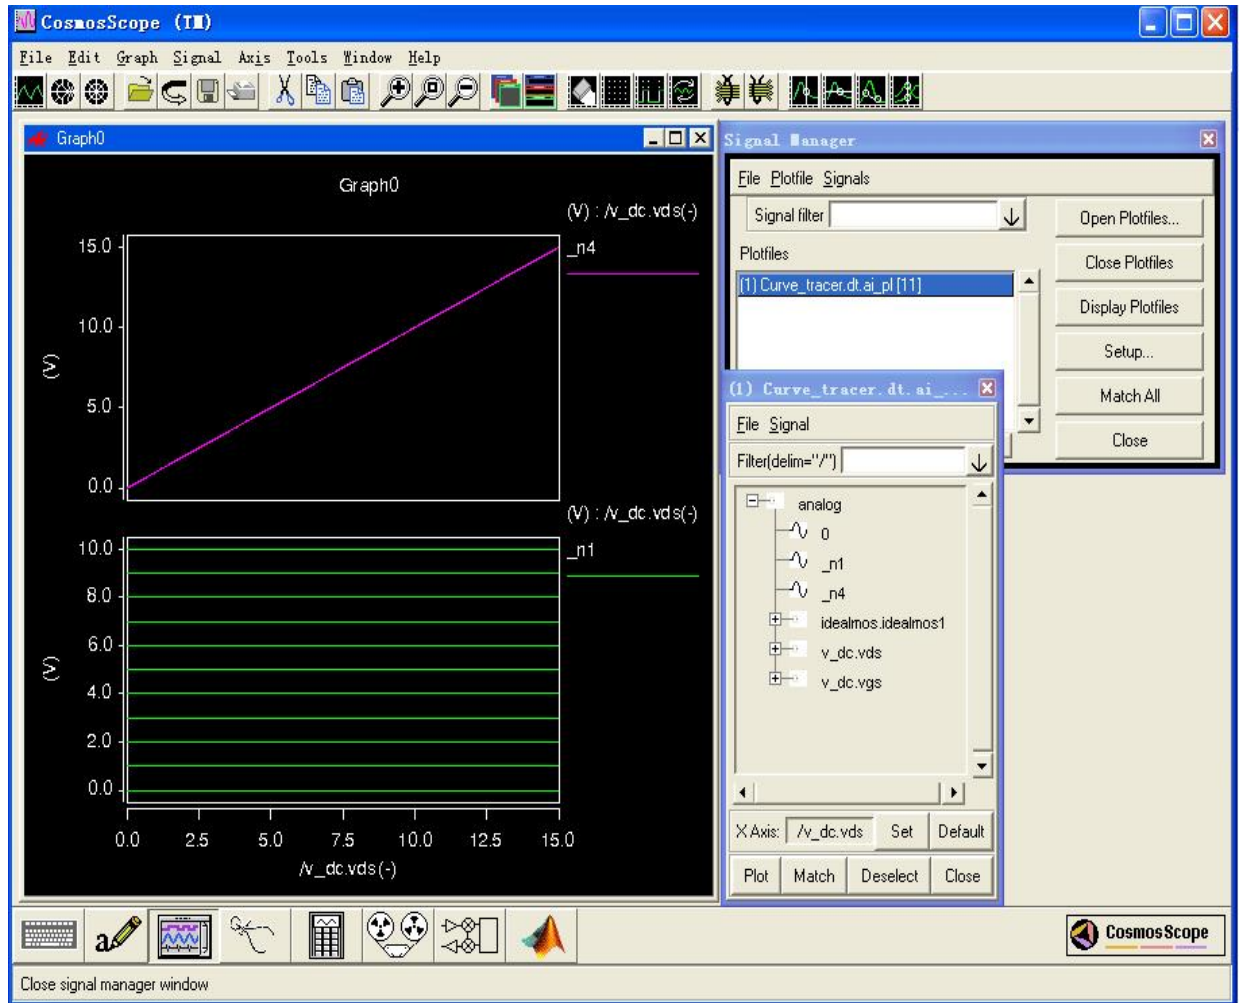 CosmosScope (TM)
File Edit Graph Signal Axis Tools Window Help
Graph0
Graph0
(V) : /v_dc.vds(-)
_n4
15.0
10.0
(V)
5.0
0.0
(V) : /v_dc.vds(-)
_n1
10.0
8.0
6.0
(V)
4.0
2.0
0.0
0.0 2.5 5.0 7.5 10.0 12.5 15.0
/v_dc.vds(-)
Signal Manager
File Plotfile Signals
Signal filter
Plotfiles
(1) Curve_tracer.dt.ai_pl [11]
Open Plotfiles...
Close Plotfiles
Display Plotfiles
Setup...
Match All
Close
(1) Curve_tracer.dt.ai_...
File Signal
Filter(delim="/")
analog
0
_n1
_n4
idealmos.idealmos1
v_dc.vds
v_dc.vgs
X Axis: /v_dc.vds Set Default
Plot Match Deselect Close
a
CosmosScope
Close signal manager window